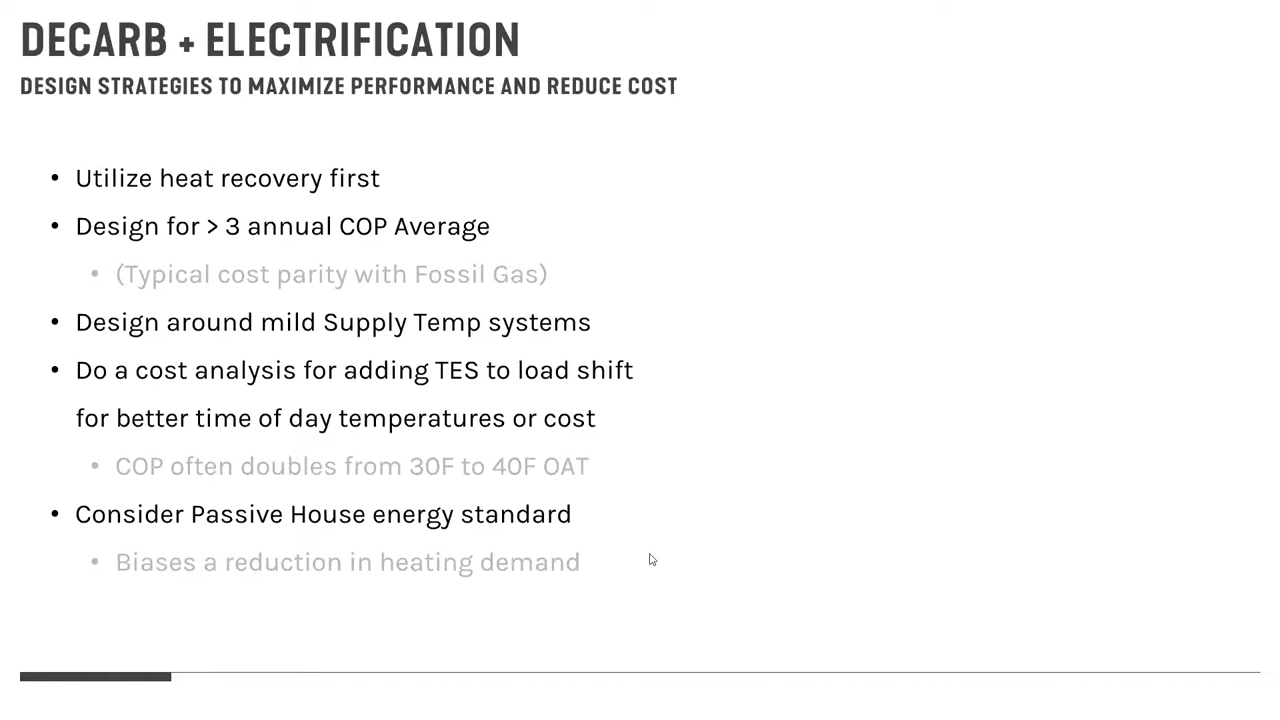 DECARB + ELECTRIFICATION
DESIGN STRATEGIES TO MAXIMIZE PERFORMANCE AND REDUCE COST
• Utilize heat recovery first
• Design for > 3 annual COP Average
• (Typical cost parity with Fossil Gas)
• Design around mild Supply Temp systems
• Do a cost analysis for adding TES to load shift
for better time of day temperatures or cost
• COP often doubles from 30F to 40F OAT
• Consider Passive House energy standard
• Biases a reduction in heating demand